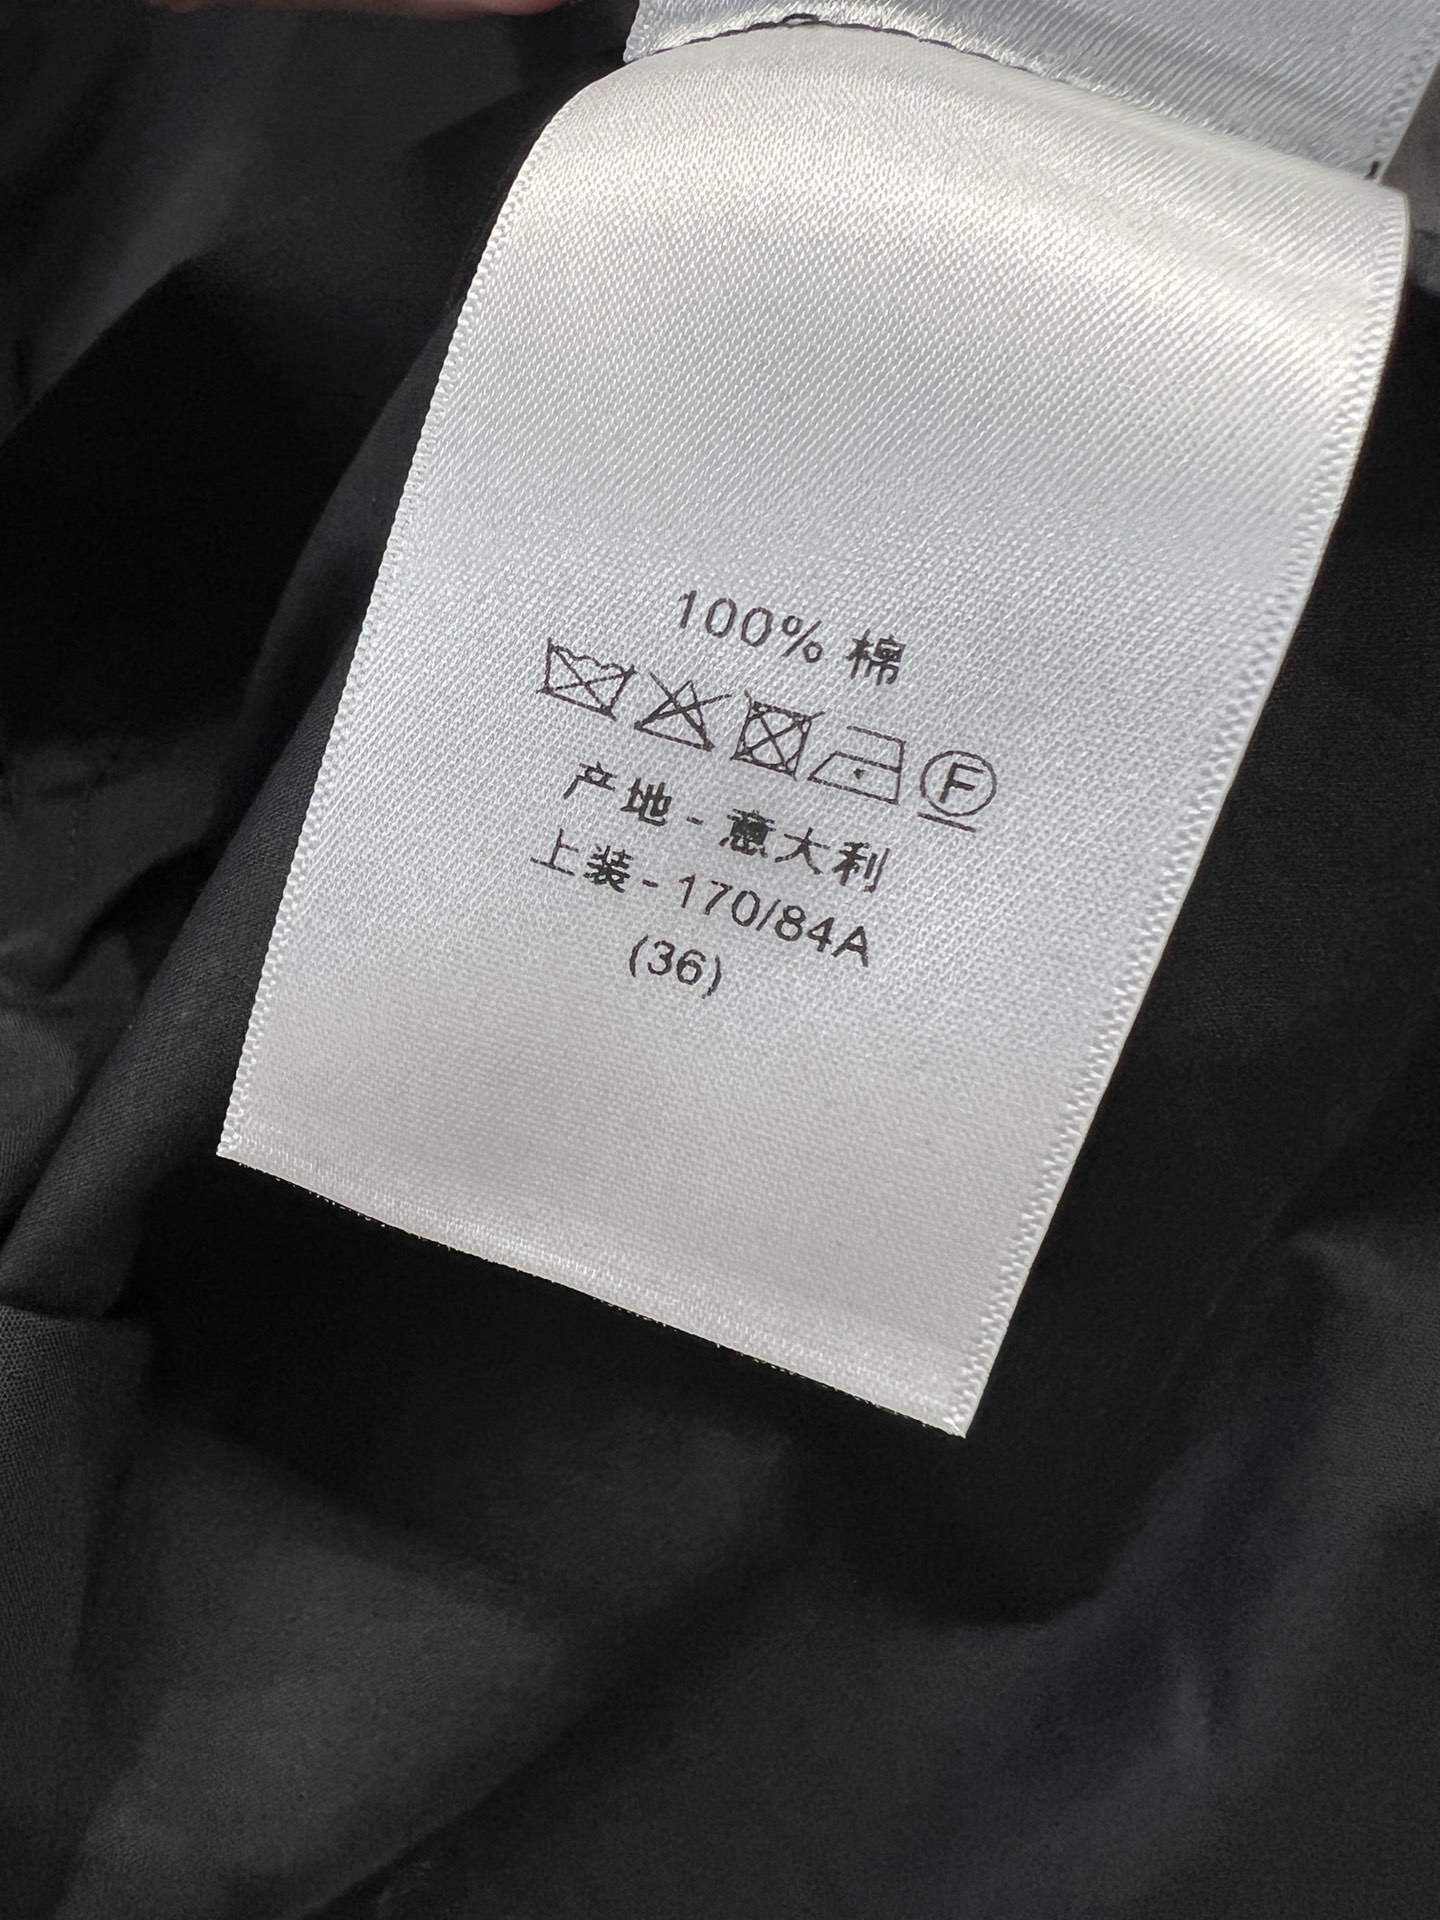 100% 棉
F
产地 - 意大利
上装 - 170/84A
(36)